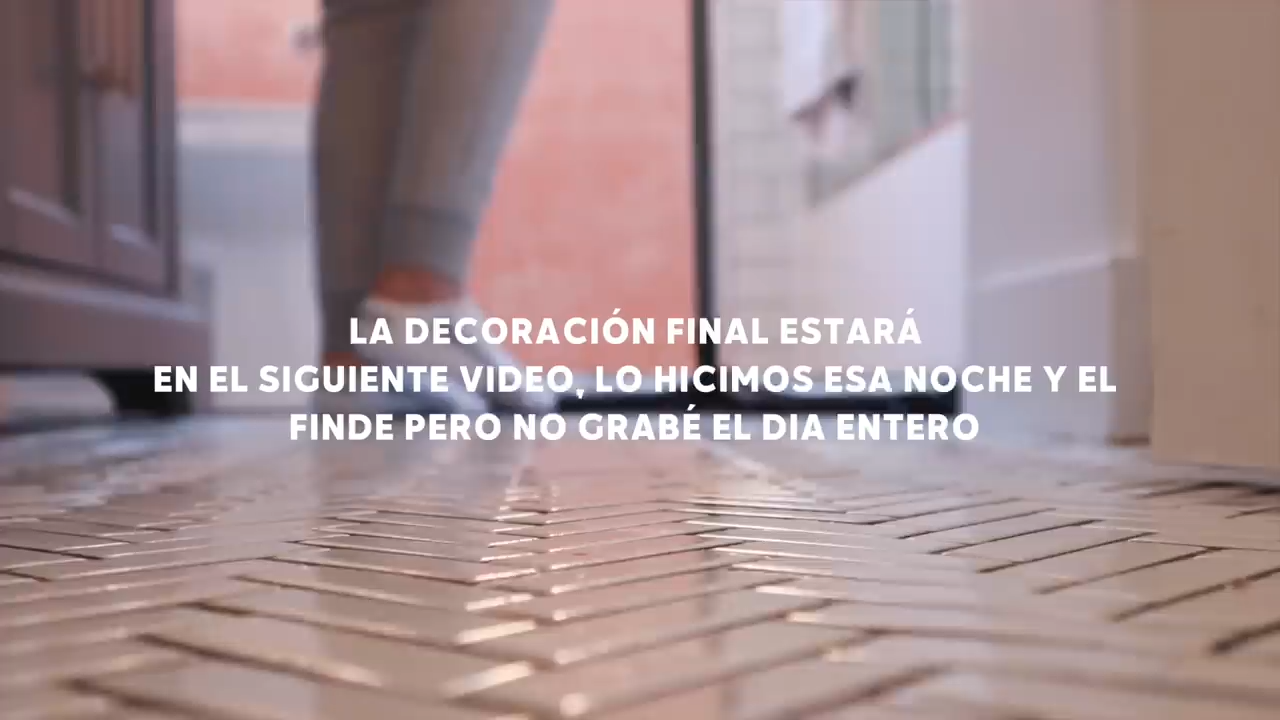 LA DECORACIÓN FINAL ESTARÁ
EN EL SIGUIENTE VIDEO, LO HICIMOS ESA NOCHE Y EL
FINDE PERO NO GRABÉ EL DIA ENTERO